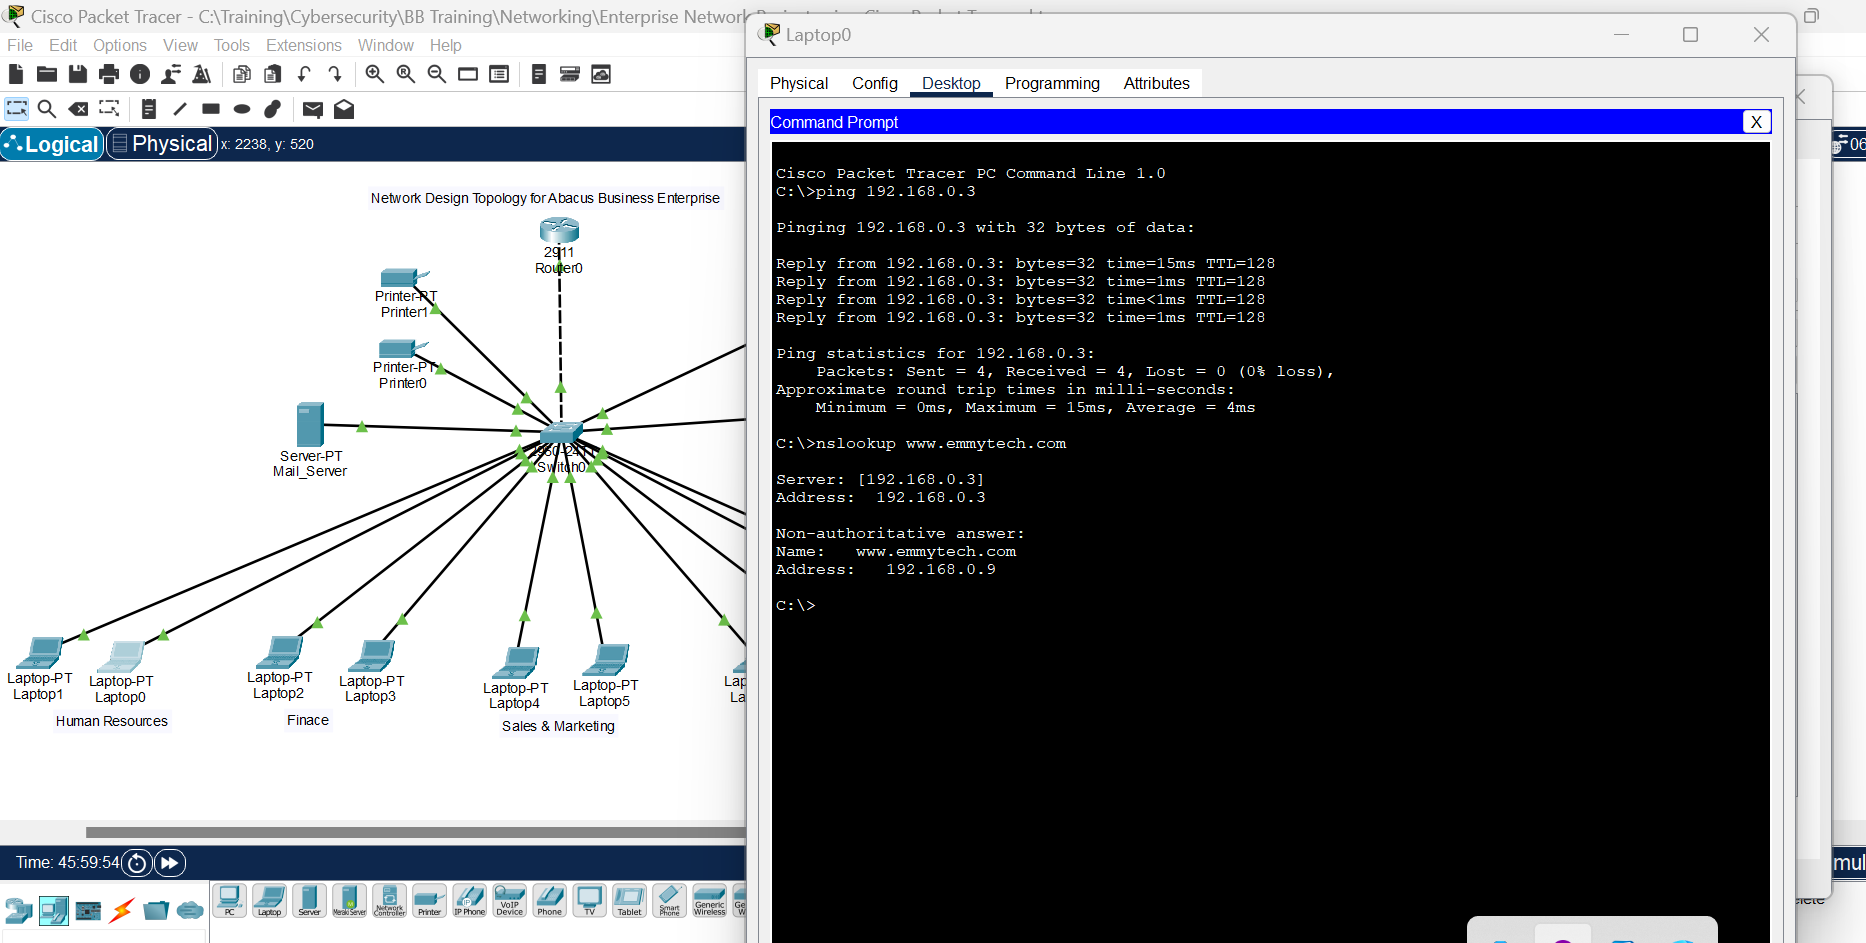 Cisco Packet Tracer - C:\Training\Cybersecurity\BB Training\Networking\Enterprise Network
File Edit Options View Tools Extensions Window Help
Logical Physical x: 2238, y: 520
Network Design Topology for Abacus Business Enterprise
2911
Router0
Printer-PT
Printer1
Printer-PT
Printer0
Server-PT
Mail_Server
Switch0
Laptop-PT
Laptop1
Laptop-PT
Laptop0
Human Resources
Laptop-PT
Laptop2
Laptop-PT
Laptop3
Finace
Laptop-PT
Laptop4
Laptop-PT
Laptop5
Sales & Marketing
Lap
La
Time: 45:59:54
PC
Laptop
Server
Meraki Server
Network Controller
Printer
IP Phone
VoIP Device
Phone
TV
Tablet
Smart Phone
Generic Wireless
Laptop0
Physical Config Desktop Programming Attributes
Command Prompt X
Cisco Packet Tracer PC Command Line 1.0
C:\>ping 192.168.0.3
Pinging 192.168.0.3 with 32 bytes of data:
Reply from 192.168.0.3: bytes=32 time=15ms TTL=128
Reply from 192.168.0.3: bytes=32 time=1ms TTL=128
Reply from 192.168.0.3: bytes=32 time<1ms TTL=128
Reply from 192.168.0.3: bytes=32 time=1ms TTL=128
Ping statistics for 192.168.0.3:
Packets: Sent = 4, Received = 4, Lost = 0 (0% loss),
Approximate round trip times in milli-seconds:
Minimum = 0ms, Maximum = 15ms, Average = 4ms
C:\>nslookup www.emmytech.com
Server: [192.168.0.3]
Address: 192.168.0.3
Non-authoritative answer:
Name: www.emmytech.com
Address: 192.168.0.9
C:\>
06
mul